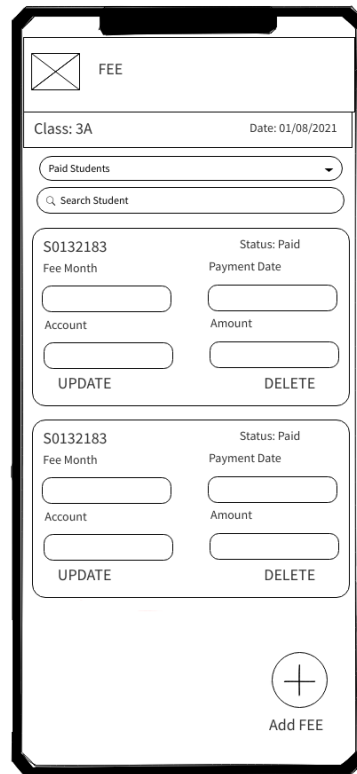 FEE
Class: 3A Date: 01/08/2021
Paid Students
Search Student
S0132183 Status: Paid
Fee Month Payment Date
Account Amount
UPDATE DELETE
S0132183 Status: Paid
Fee Month Payment Date
Account Amount
UPDATE DELETE
Add FEE